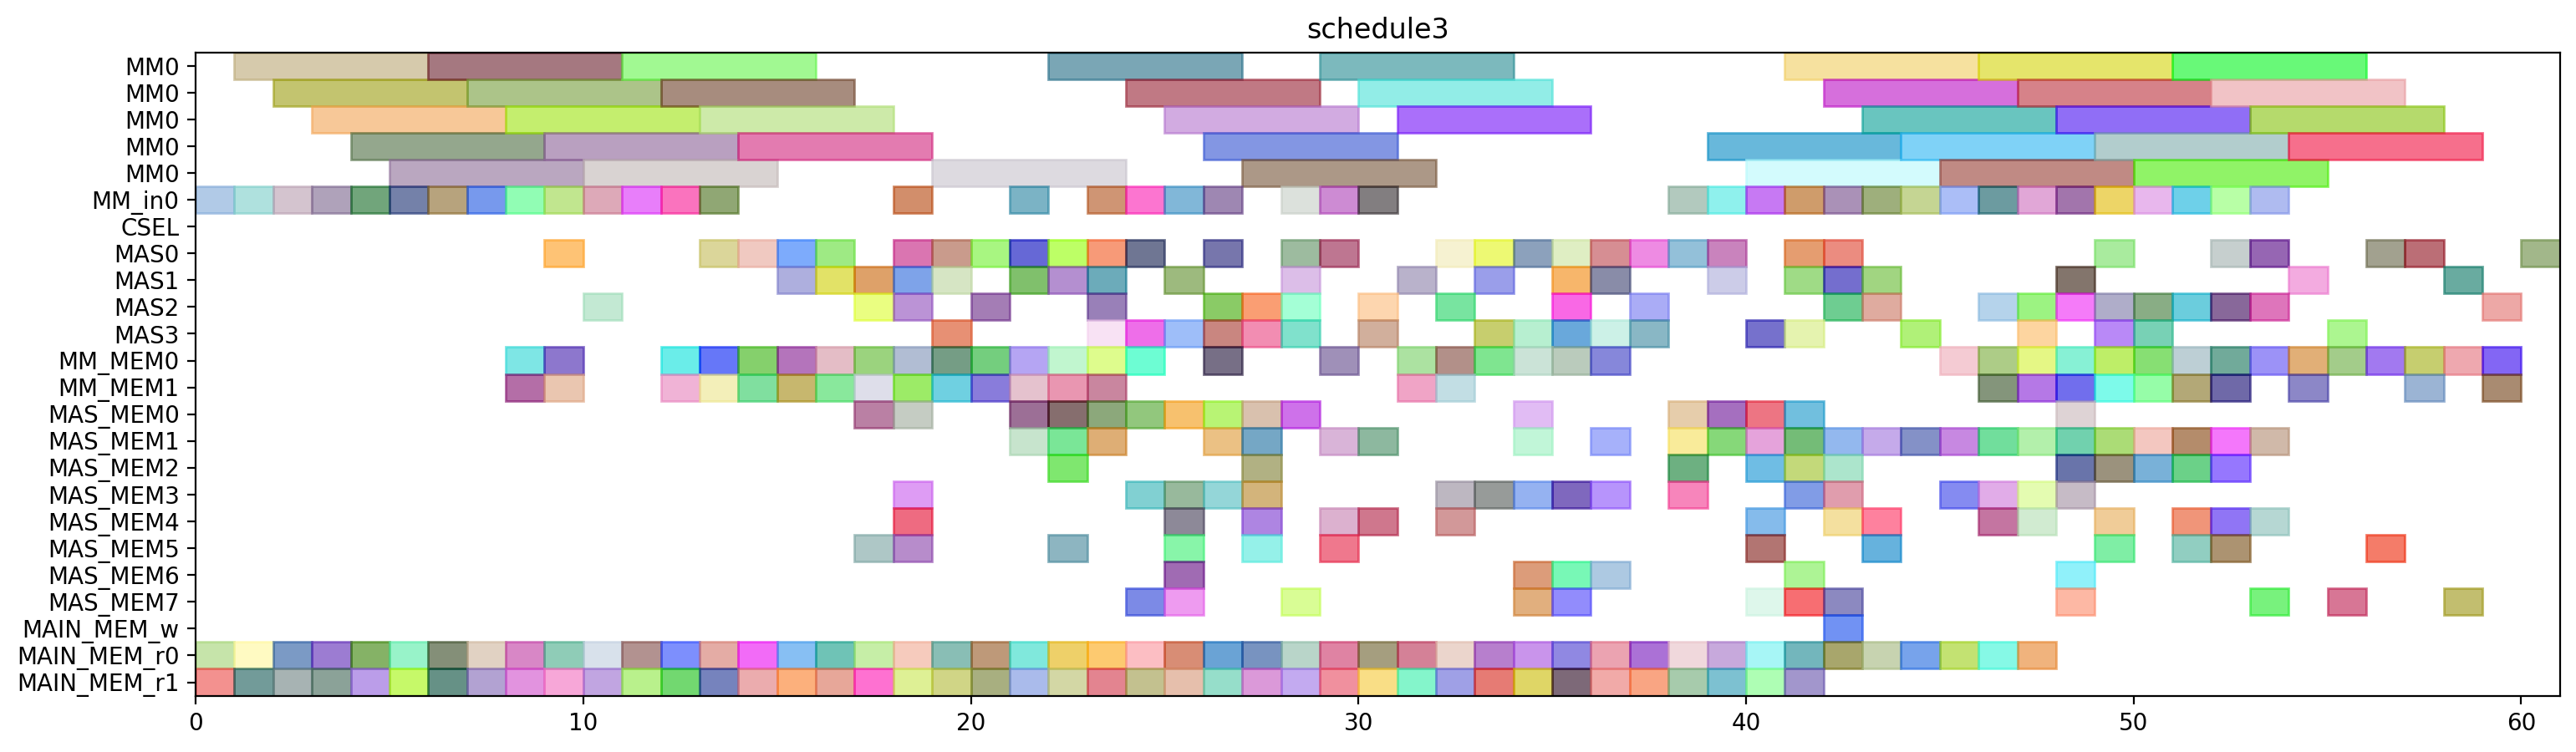 schedule3
MM0
MM0
MM0
MM0
MM0
MM_in0
CSEL
MAS0
MAS1
MAS2
MAS3
MM_MEM0
MM_MEM1
MAS_MEM0
MAS_MEM1
MAS_MEM2
MAS_MEM3
MAS_MEM4
MAS_MEM5
MAS_MEM6
MAS_MEM7
MAIN_MEM_w
MAIN_MEM_r0
MAIN_MEM_r1
0 10 20 30 40 50 60